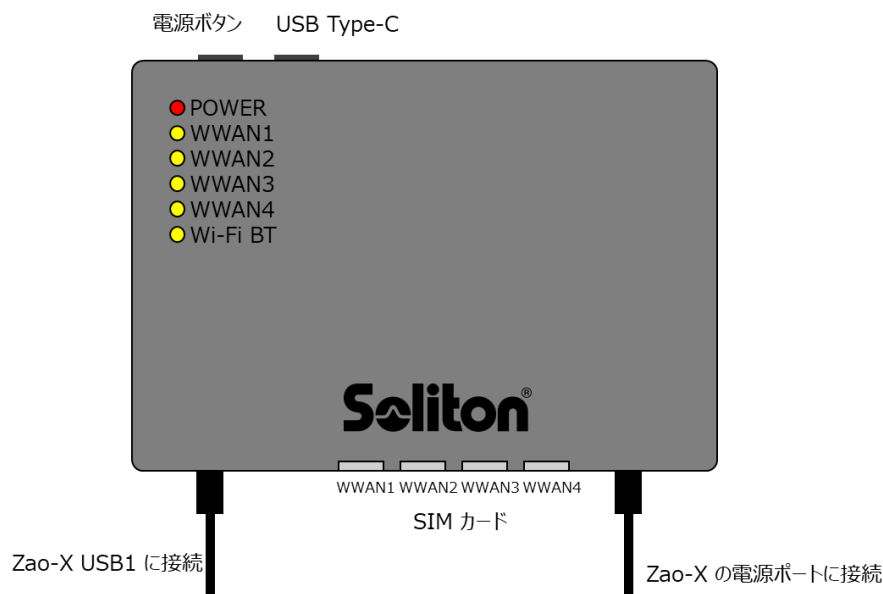 電源ボタン USB Type-C
POWER
WWAN1
WWAN2
WWAN3
WWAN4
Wi-Fi BT
Soliton®
WWAN1 WWAN2 WWAN3 WWAN4
SIM カード
Zao-X USB1 に接続
Zao-X の電源ポートに接続